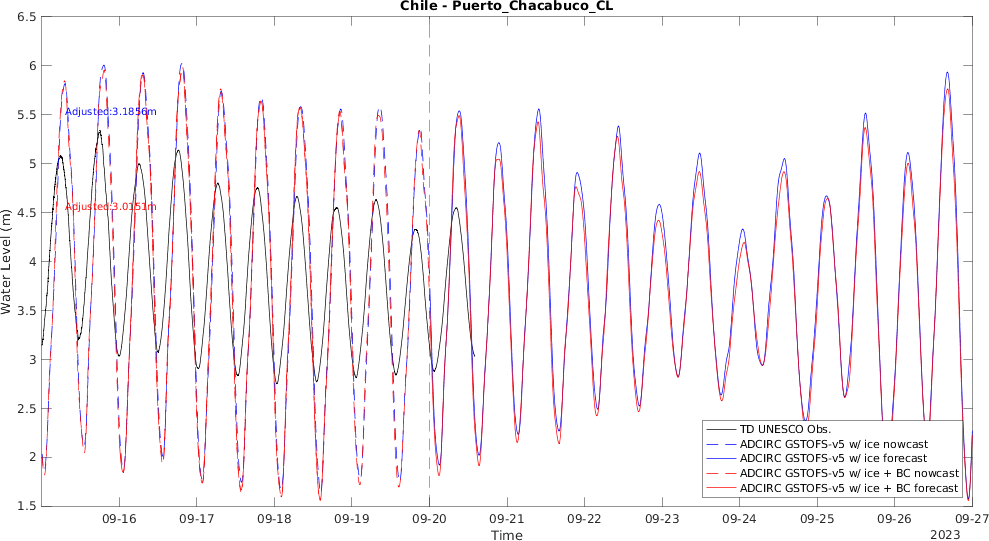 Chile - Puerto_Chacabuco_CL
6.5
6
5.5
5
4.5
4
3.5
3
2.5
2
1.5
Water Level (m)
Adjusted:3.1856m
Adjusted:3.0151m
TD UNESCO Obs.
ADCIRC GSTOFS-v5 w/ ice nowcast
ADCIRC GSTOFS-v5 w/ ice forecast
ADCIRC GSTOFS-v5 w/ ice + BC nowcast
ADCIRC GSTOFS-v5 w/ ice + BC forecast
09-16
09-17
09-18
09-19
09-20
09-21
09-22
09-23
09-24
09-25
09-26
09-27
Time
2023